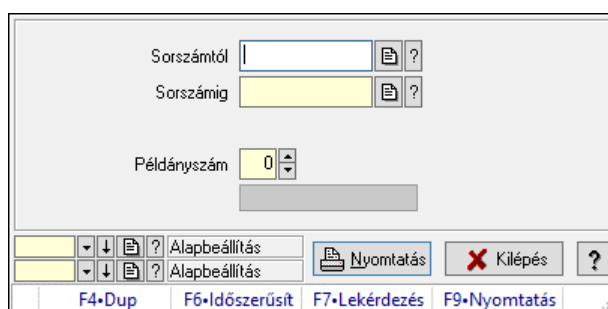 Sorszámtól ?
Sorszámig ?
Példányszám 0
? Alapbeállítás
? Alapbeállítás
Nyomtatás Kilépés ?
F4•Dup F6•Időszerűsít F7•Lekérdezés F9•Nyomtatás